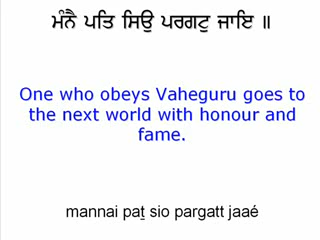 ਮੰਨੈ ਪਤਿ ਸਿਉ ਪਰਗਟੁ ਜਾਇ ॥
One who obeys Vaheguru goes to
the next world with honour and
fame.
mannai paṯ sio pargatt jaaé